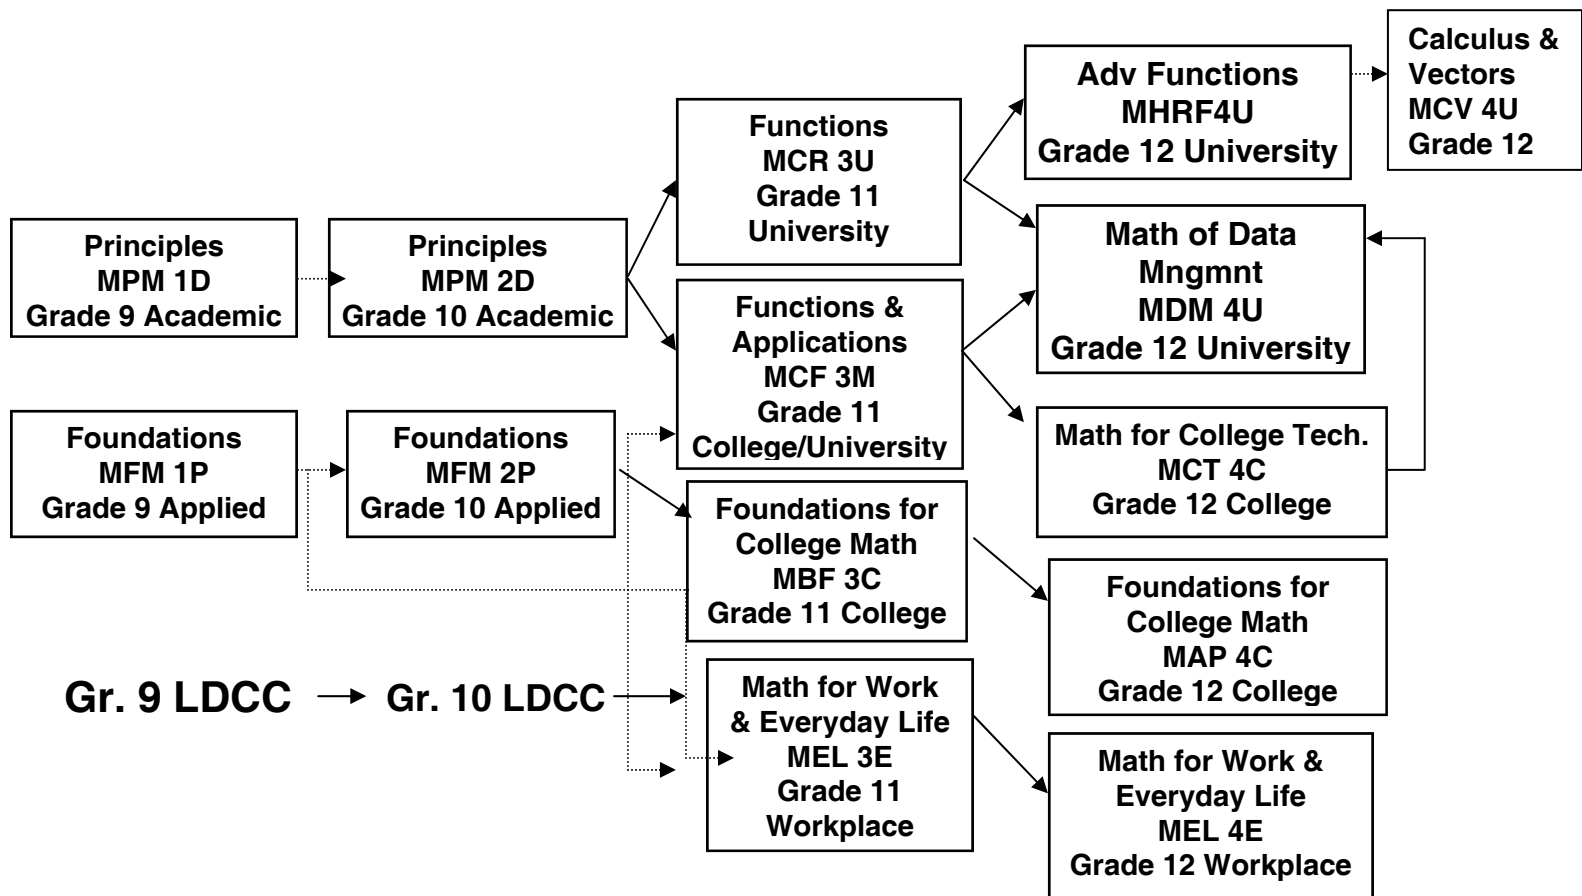 Principles
MPM 1D
Grade 9 Academic
Principles
MPM 2D
Grade 10 Academic
Functions
MCR 3U
Grade 11
University
Adv Functions
MHRF4U
Grade 12 University
Calculus &
Vectors
MCV 4U
Grade 12
Functions &
Applications
MCF 3M
Grade 11
College/University
Math of Data
Mngmnt
MDM 4U
Grade 12 University
Foundations
MFM 1P
Grade 9 Applied
Foundations
MFM 2P
Grade 10 Applied
Foundations for
College Math
MBF 3C
Grade 11 College
Math for College Tech.
MCT 4C
Grade 12 College
Foundations for
College Math
MAP 4C
Grade 12 College
Gr. 9 LDCC
Gr. 10 LDCC
Math for Work
& Everyday Life
MEL 3E
Grade 11
Workplace
Math for Work &
Everyday Life
MEL 4E
Grade 12 Workplace